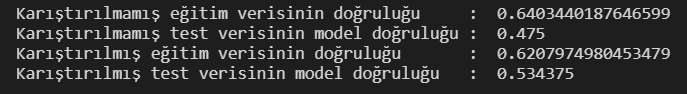 Karıştırılmamış eğitim verisinin doğruluğu     :  0.6403440187646599
Karıştırılmamış test verisinin model doğruluğu :  0.475
Karıştırılmış eğitim verisinin doğruluğu       :  0.6207974980453479
Karıştırılmış test verisinin model doğruluğu   :  0.534375